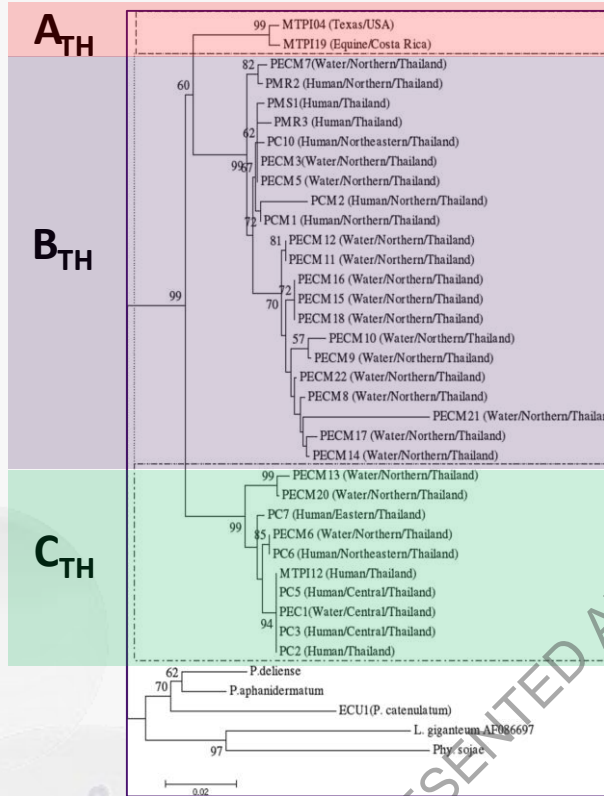 A TH
99
MTPI04 (Texas/USA)
MTPI19 (Equine/Costa Rica)
B TH
60
82
PECM7(Water/Northern/Thailand)
PMR2 (Human/Northern/Thailand)
PMS1(Human/Thailand)
PMR3 (Human/Thailand)
62
PC10 (Human/Northeastern/Thailand)
99
67
PECM3(Water/Northern/Thailand)
PECM5 (Water/Northern/Thailand)
PCM2 (Human/Northern/Thailand)
72
PCM1 (Human/Northern/Thailand)
81
PECM12 (Water/Northern/Thailand)
PECM11 (Water/Northern/Thailand)
PECM16 (Water/Northern/Thailand)
72
PECM15 (Water/Northern/Thailand)
99
70
PECM18 (Water/Northern/Thailand)
PECM10 (Water/Northern/Thailand)
57
PECM9 (Water/Northern/Thailand)
PECM22 (Water/Northern/Thailand)
PECM8 (Water/Northern/Thailand)
PECM21 (Water/Northern/Thailand
PECM17 (Water/Northern/Thailand)
PECM14 (Water/Northern/Thailand)
C TH
99
PECM13 (Water/Northern/Thailand)
PECM20 (Water/Northern/Thailand)
99
PC7 (Human/Eastern/Thailand)
85
PECM6 (Water/Northern/Thailand)
PC6 (Human/Northeastern/Thailand)
MTPI12 (Human/Thailand)
PC5 (Human/Central/Thailand)
PEC1(Water/Central/Thailand)
94
PC3 (Human/Central/Thailand)
PC2 (Human/Thailand)
62
P.deliense
70
P.aphanidermatum
ECU1(P. catenulatum)
L. giganteum AF086697
97
Phy. sojae
0.02
ESENTED A